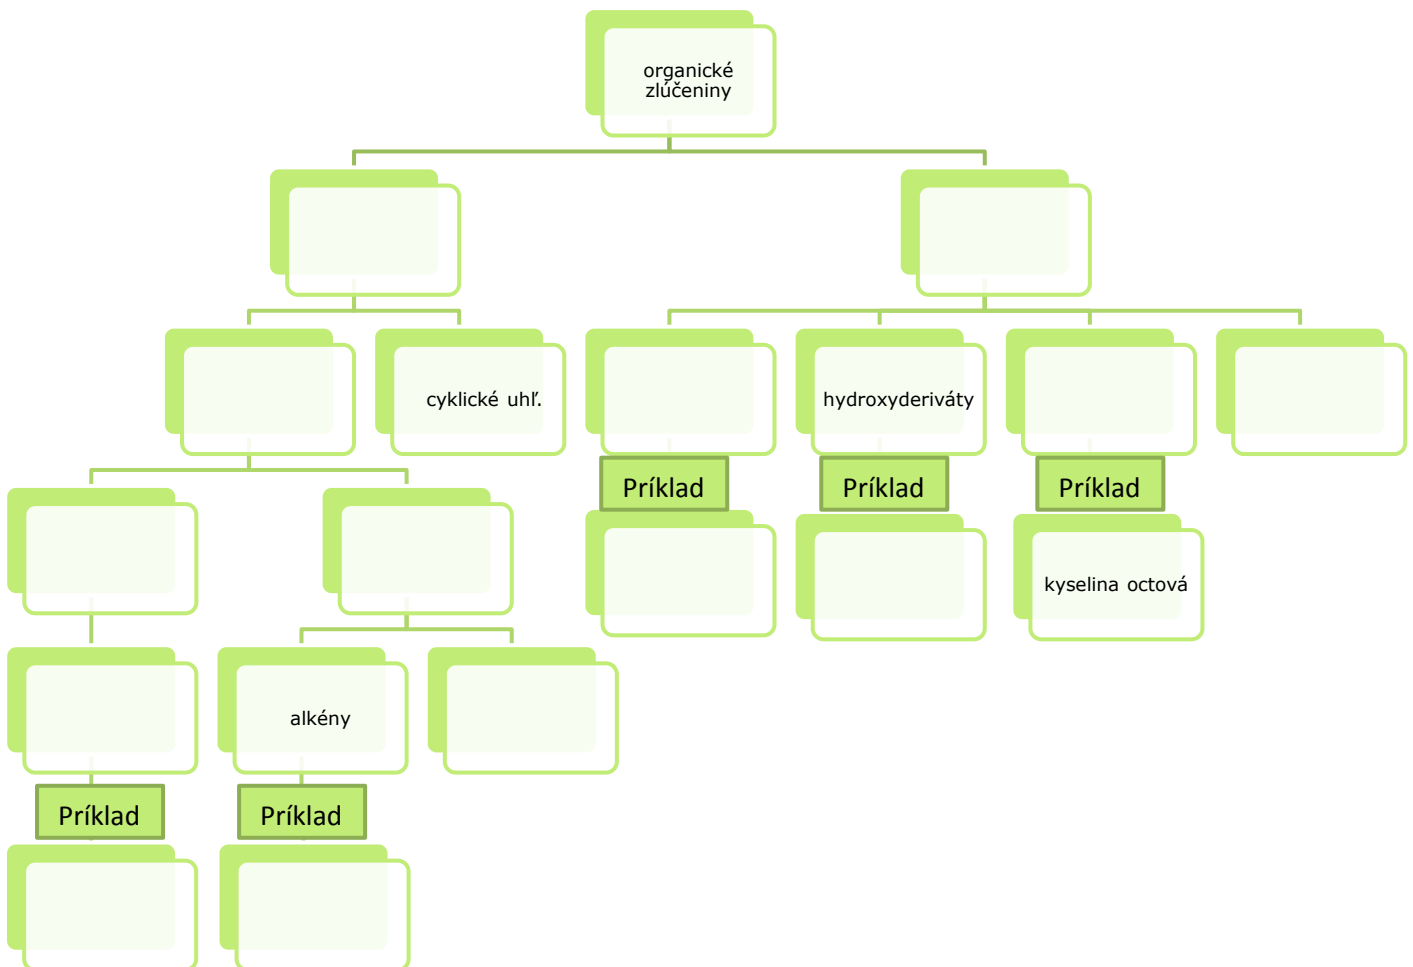 organické
zlúčeniny
cyklické uhľ.
hydroxyderiváty
Príklad
Príklad
Príklad
kyselina octová
alkény
Príklad
Príklad